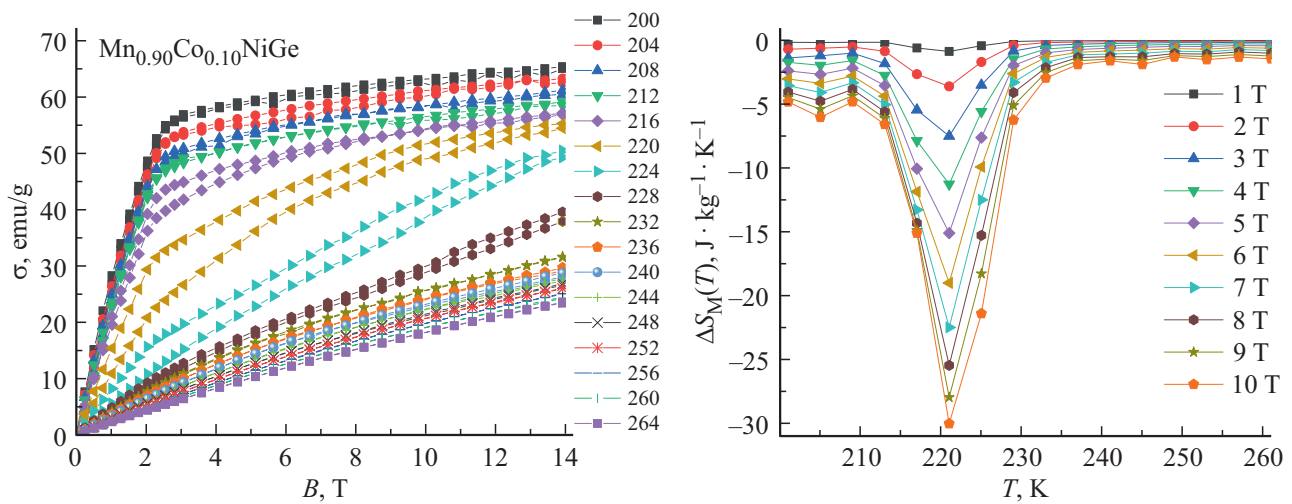 Mn0.90Co0.10NiGe
σ, emu/g
70
60
50
40
30
20
10
0
0 2 4 6 8 10 12 14
B, T
200
204
208
212
216
220
224
228
232
236
240
244
248
252
256
260
264
ΔS_M(T), J · kg⁻¹ · K⁻¹
0
−5
−10
−15
−20
−25
−30
210 220 230 240 250 260
T, K
1 T
2 T
3 T
4 T
5 T
6 T
7 T
8 T
9 T
10 T